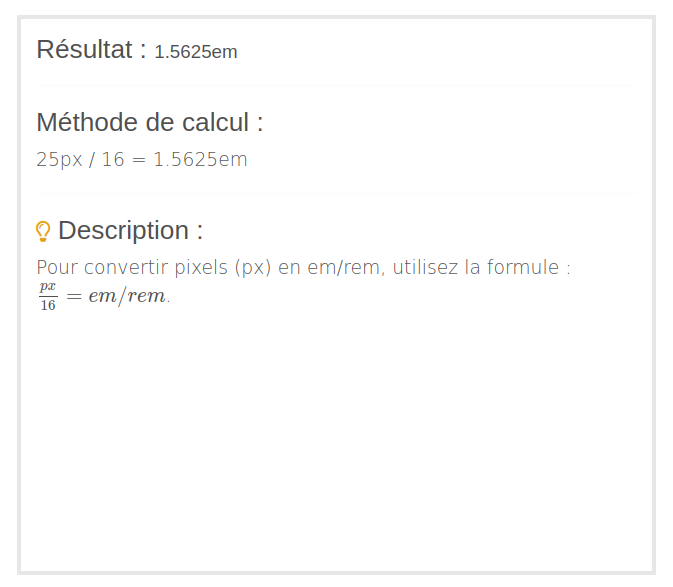 Résultat : 1.5625em
Méthode de calcul :
25px / 16 = 1.5625em
Description :
Pour convertir pixels (px) en em/rem, utilisez la formule :
px/16 = em/rem.